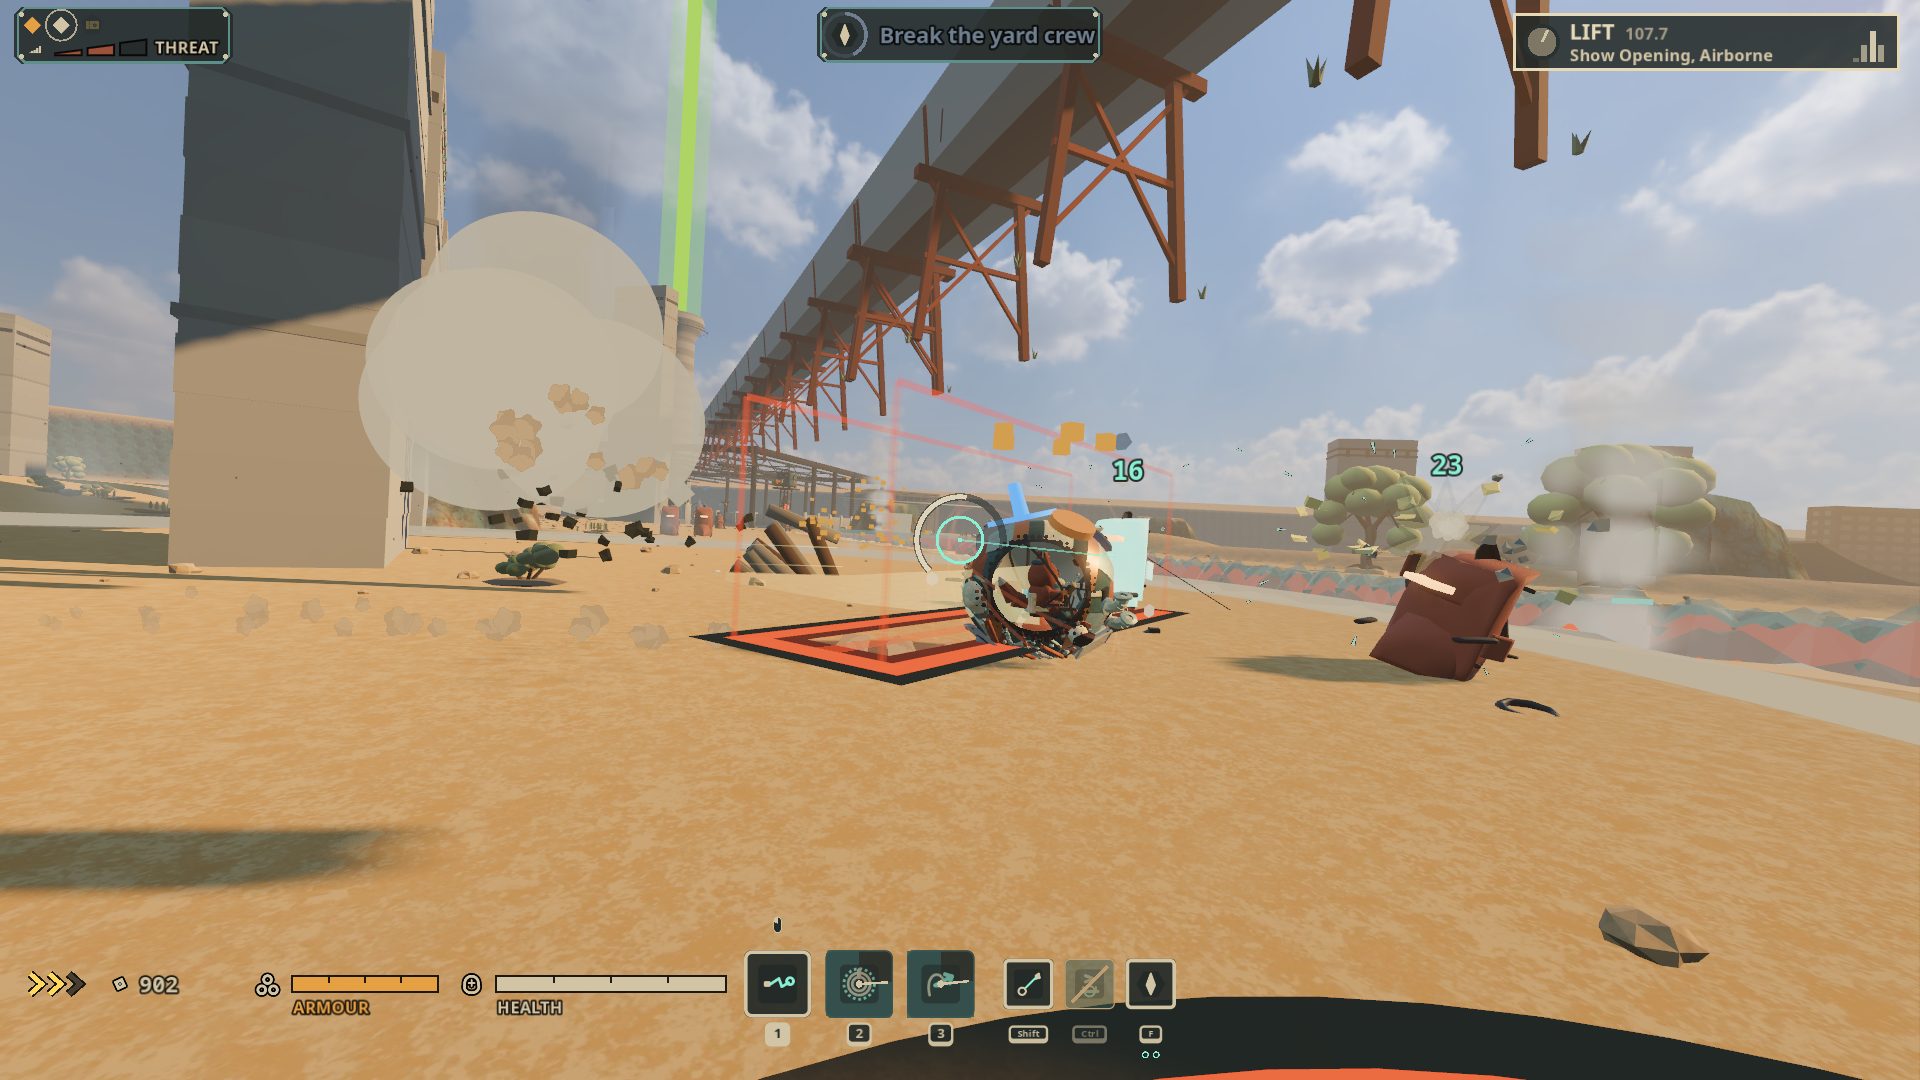 THREAT
Break the yard crew
LIFT 107.7
Show Opening, Airborne
16
23
902
ARMOUR
HEALTH
1
2
3
Shift
Ctrl
F